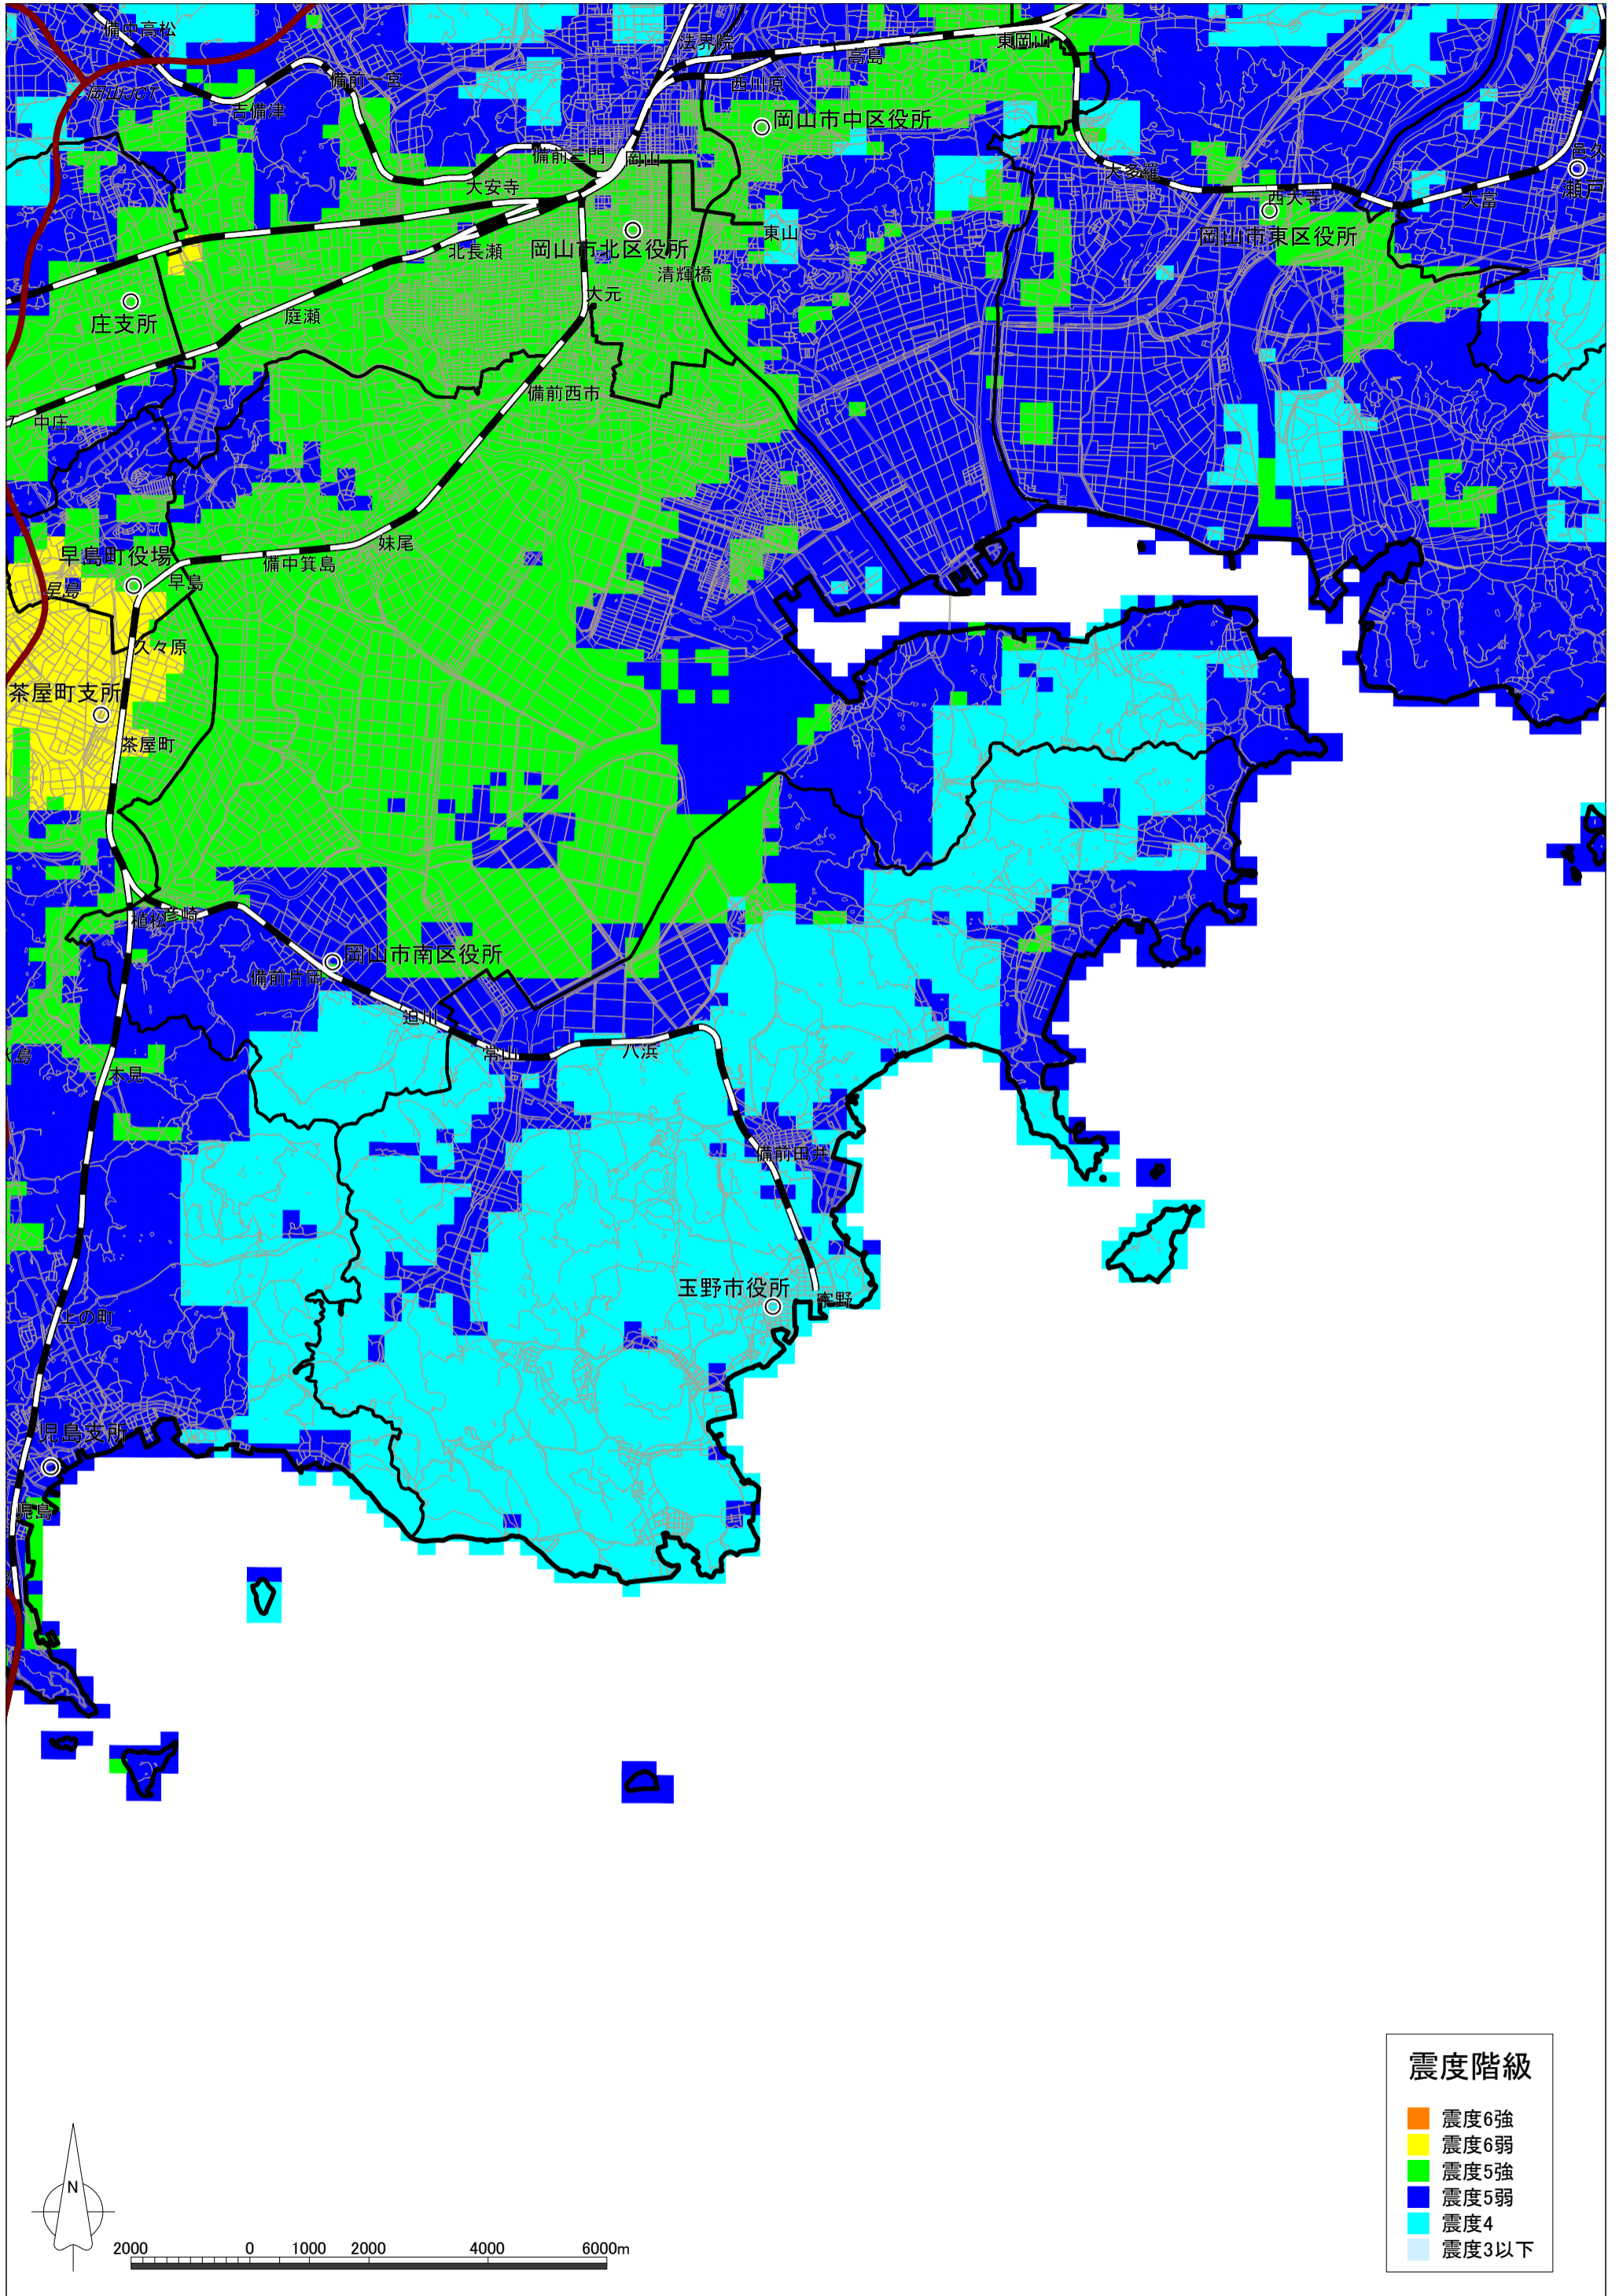 備中高松
法界院
高島
東岡山
岡山JCT
吉備津
備前一宮
西川原
岡山市中区役所
備前三門
岡山
大安寺
大多羅
邑久
瀬戸
西大寺
大富
岡山市東区役所
東山
北長瀬
岡山市北区役所
清輝橋
大元
庄支所
庭瀬
備前西市
中庄
妹尾
早島町役場
備中箕島
早島
早島
久々原
茶屋町支所
茶屋町
植松
彦崎
岡山市南区役所
備前片岡
迫川
常山
八浜
木見
備前田井
玉野市役所
宇野
上の町
児島支所
児島
震度階級
震度6強
震度6弱
震度5強
震度5弱
震度4
震度3以下
N
2000 0 1000 2000 4000 6000m